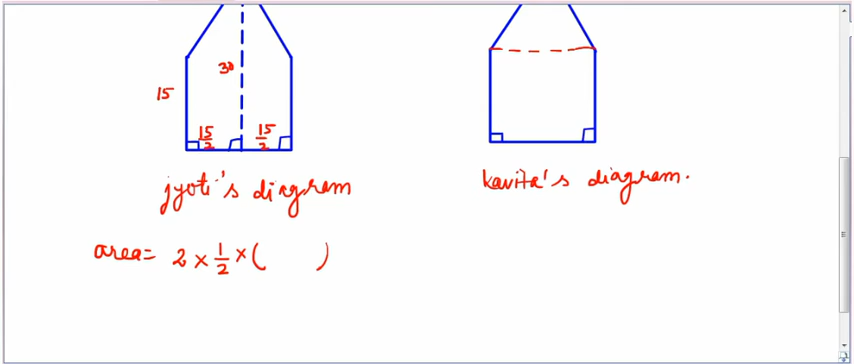 30
15
15/2 15/2
jyoti's diagram
kavita's diagram.
area = 2 × 1/2 × ( )